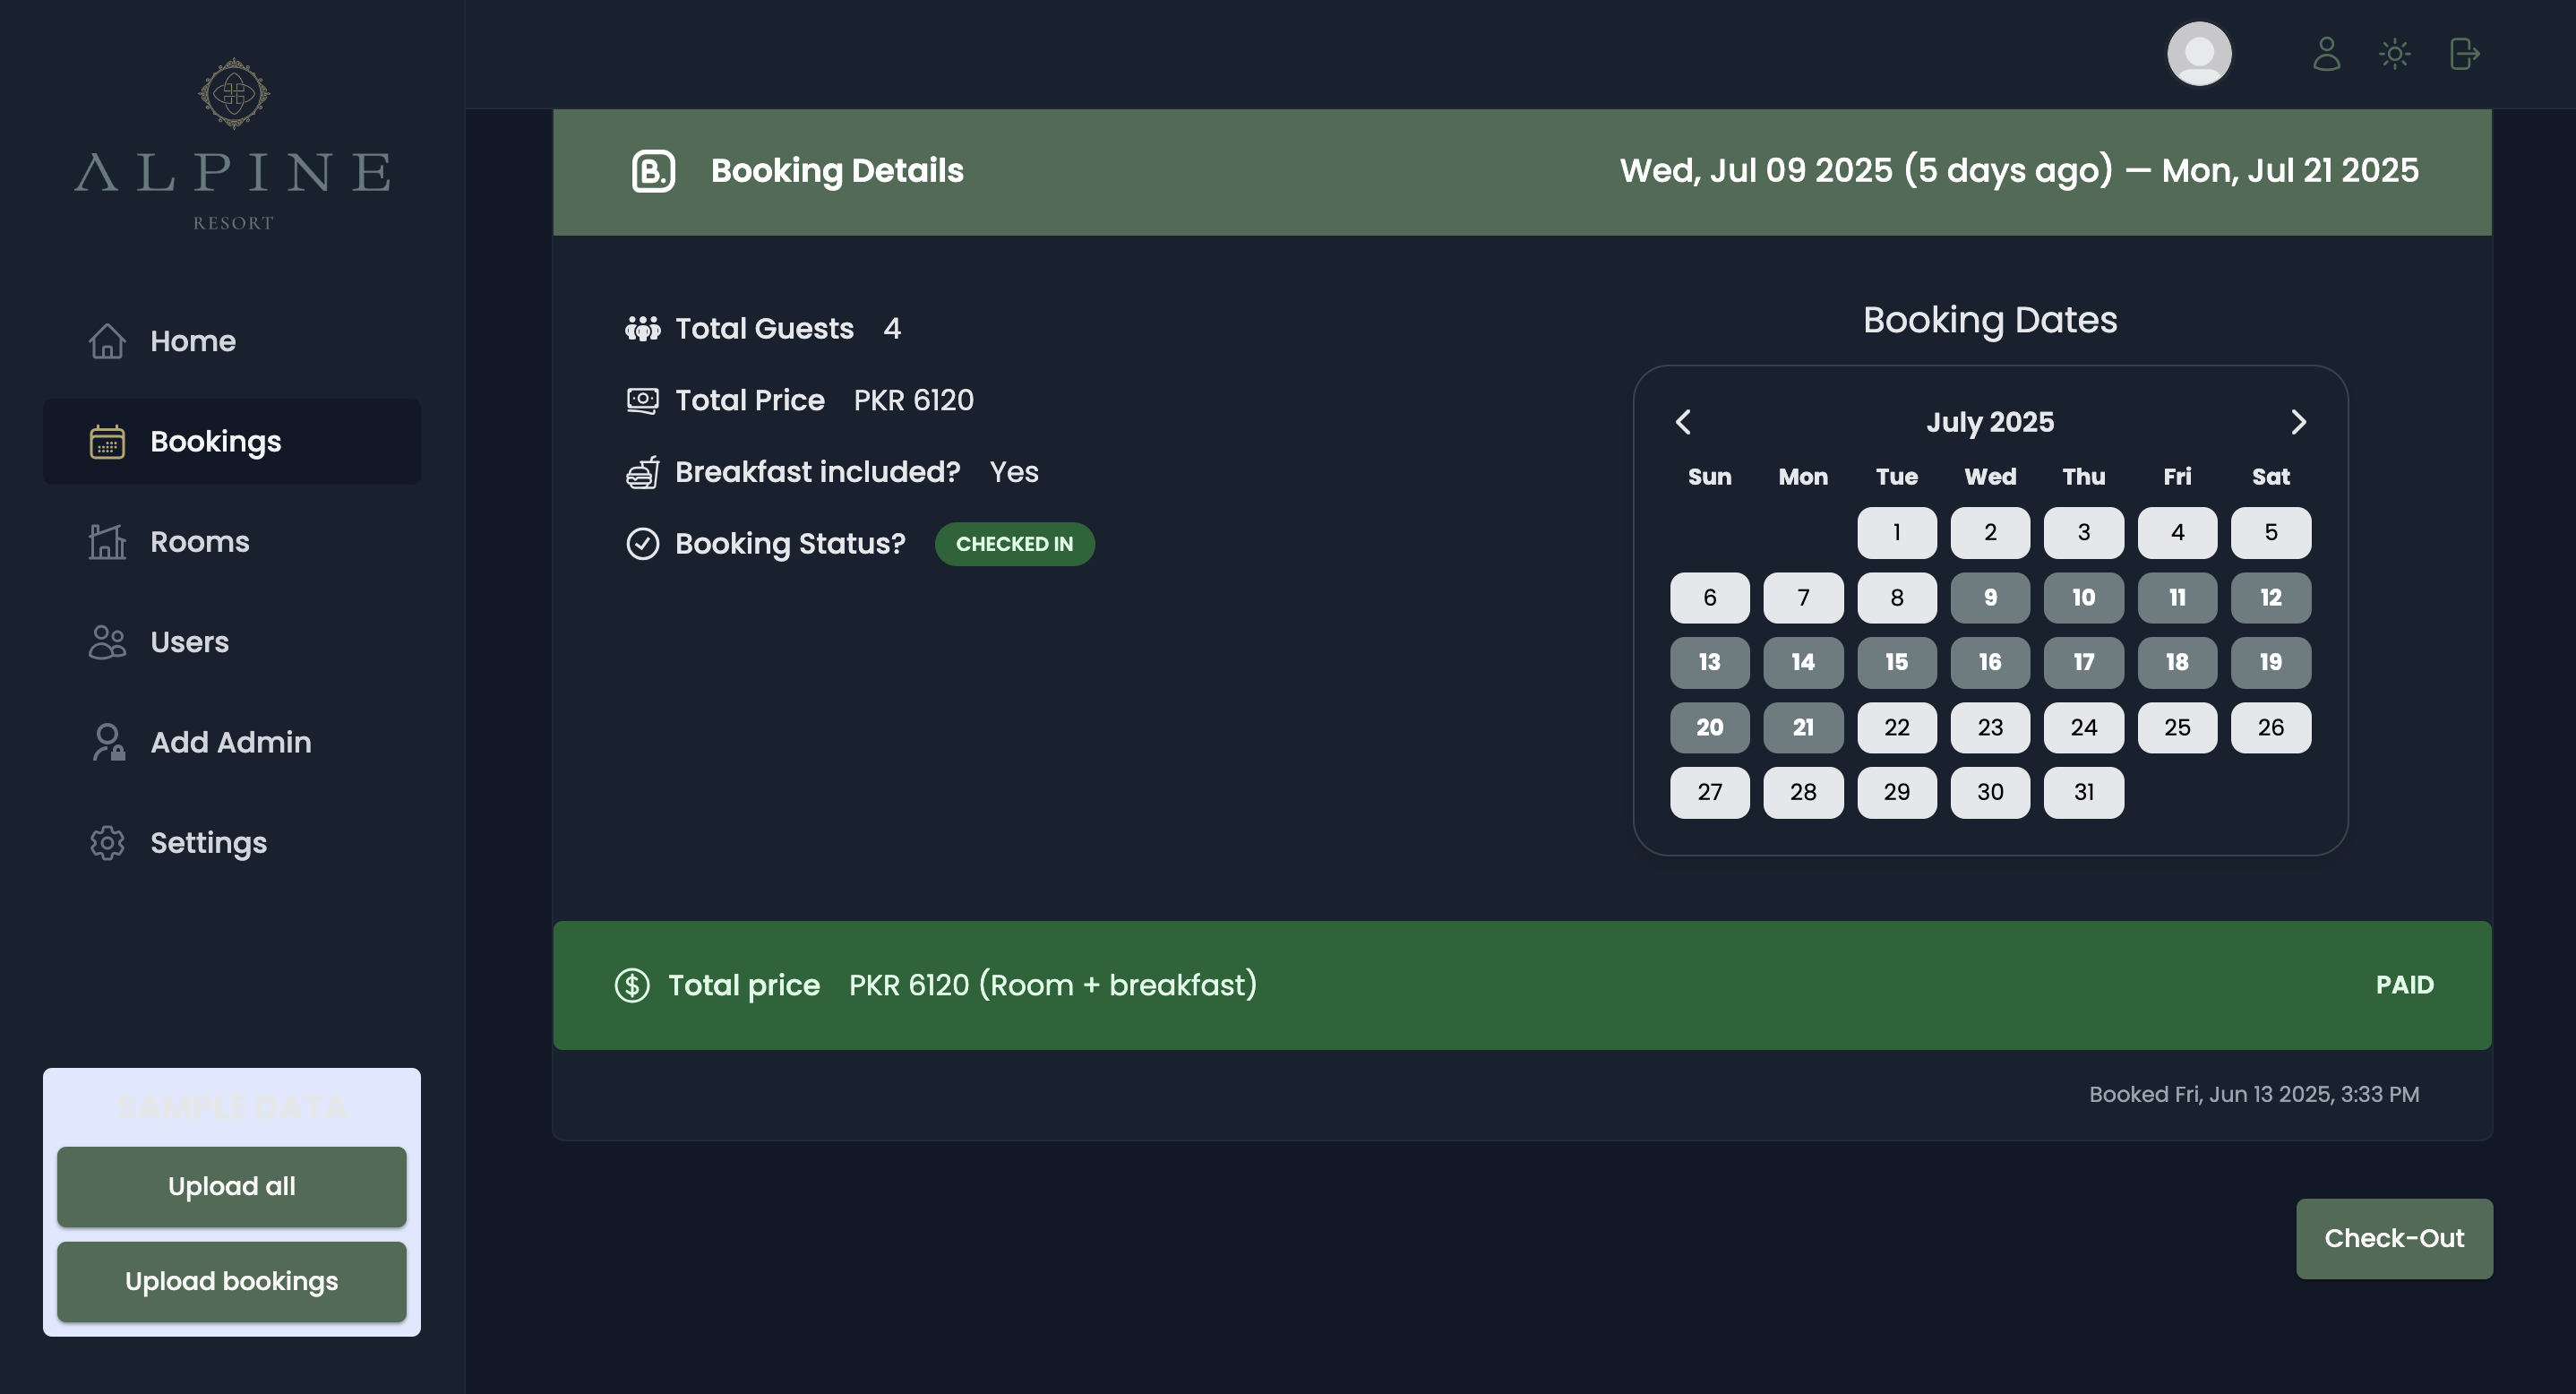 ALPINE
RESORT
Home
Bookings
Rooms
Users
Add Admin
Settings
SAMPLE DATA
Upload all
Upload bookings
B. Booking Details Wed, Jul 09 2025 (5 days ago) — Mon, Jul 21 2025
Total Guests 4
Total Price PKR 6120
Breakfast included? Yes
Booking Status? CHECKED IN
Booking Dates
July 2025
Sun Mon Tue Wed Thu Fri Sat
1 2 3 4 5
6 7 8 9 10 11 12
13 14 15 16 17 18 19
20 21 22 23 24 25 26
27 28 29 30 31
$ Total price PKR 6120 (Room + breakfast) PAID
Booked Fri, Jun 13 2025, 3:33 PM
Check-Out